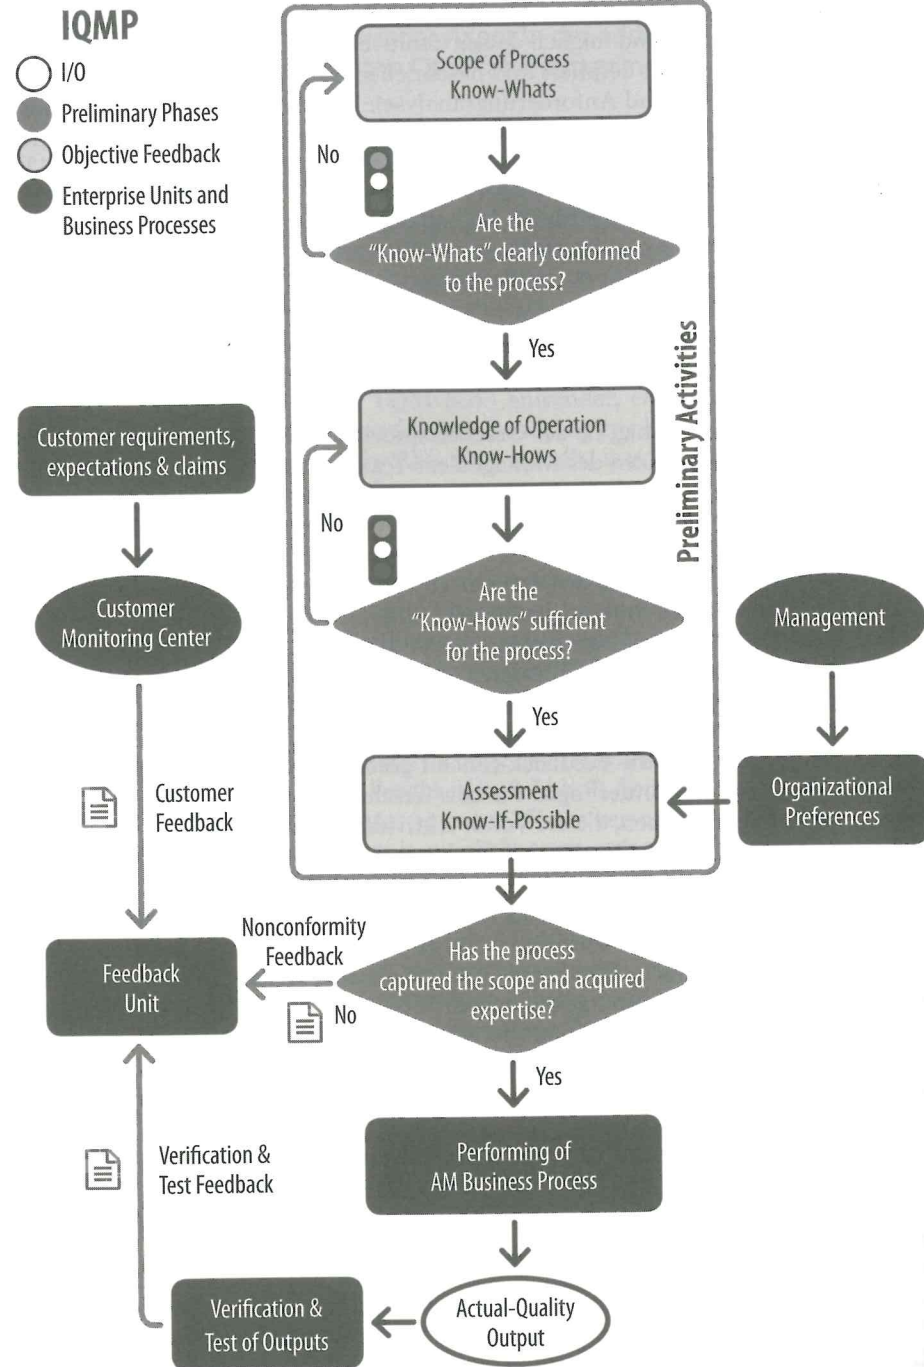 IQMP
I/O
Preliminary Phases
Objective Feedback
Enterprise Units and
Business Processes
Scope of Process
Know-Whats
No
Are the
“Know-Whats” clearly conformed
to the process?
Yes
Preliminary Activities
Customer requirements,
expectations & claims
Knowledge of Operation
Know-Hows
No
Customer
Monitoring Center
Are the
“Know-Hows” sufficient
for the process?
Management
Yes
Customer
Feedback
Assessment
Know-If-Possible
Organizational
Preferences
Nonconformity
Feedback
Feedback
Unit
Has the process
captured the scope and acquired
expertise?
No
Yes
Verification &
Test Feedback
Performing of
AM Business Process
Verification &
Test of Outputs
Actual-Quality
Output